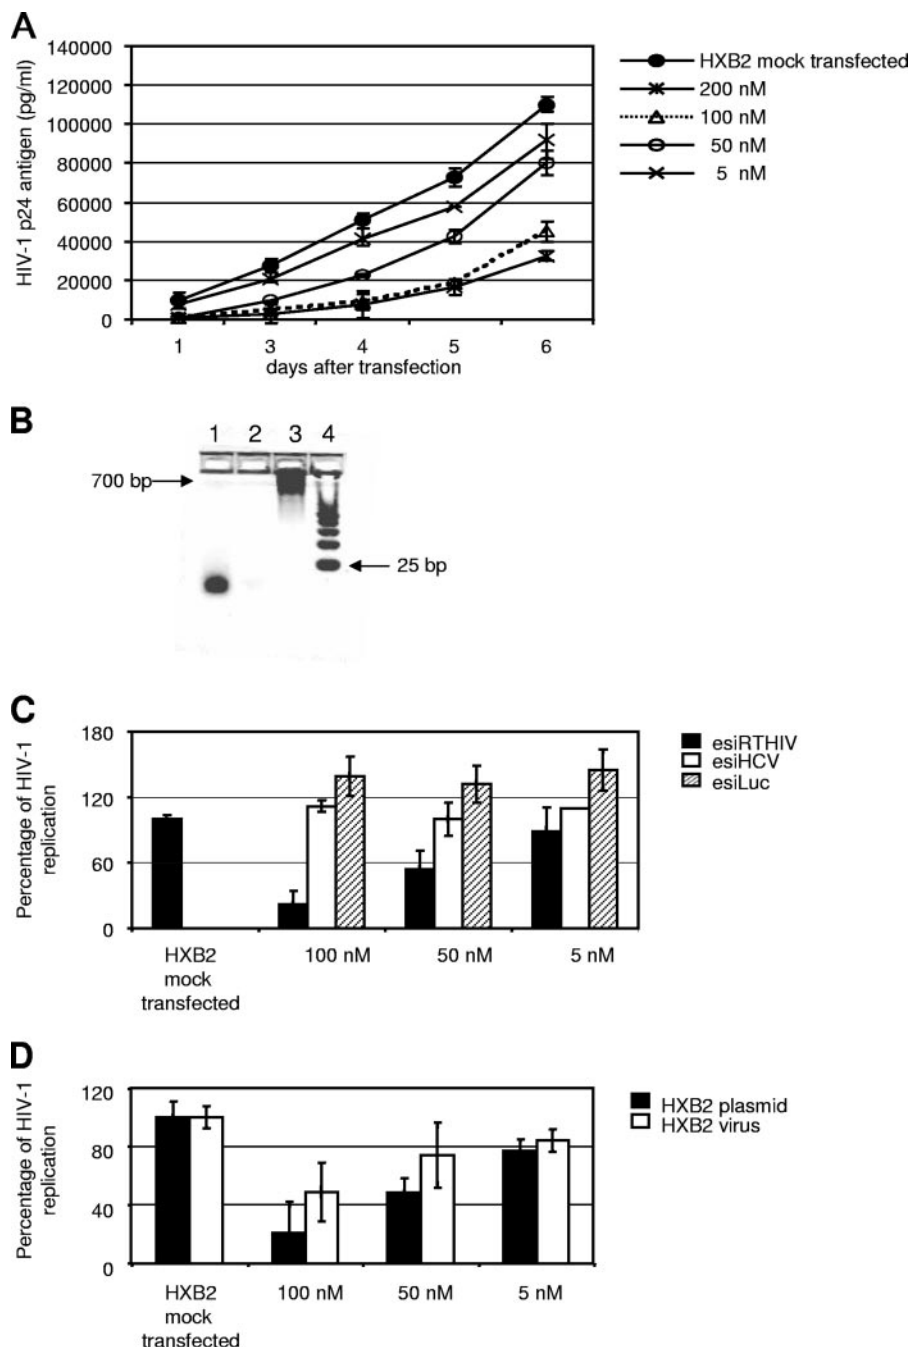 A
HIV-1 p24 antigen (pg/ml)
140000
120000
100000
80000
60000
40000
20000
0
1 3 4 5 6
days after transfection
HXB2 mock transfected
200 nM
100 nM
50 nM
5 nM
B
1 2 3 4
700 bp
25 bp
C
Percentage of HIV-1
replication
180
120
60
0
HXB2
mock
transfected
100 nM 50 nM 5 nM
esiRTHIV
esiHCV
esiLuc
D
Percentage of HIV-1
replication
120
80
40
0
HXB2
mock
transfected
100 nM 50 nM 5 nM
HXB2 plasmid
HXB2 virus